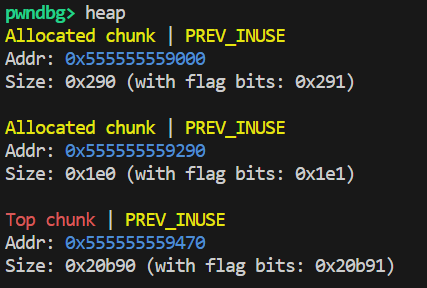 pwndbg> heap
Allocated chunk | PREV_INUSE
Addr: 0x555555559000
Size: 0x290 (with flag bits: 0x291)
Allocated chunk | PREV_INUSE
Addr: 0x555555559290
Size: 0x1e0 (with flag bits: 0x1e1)
Top chunk | PREV_INUSE
Addr: 0x555555559470
Size: 0x20b90 (with flag bits: 0x20b91)